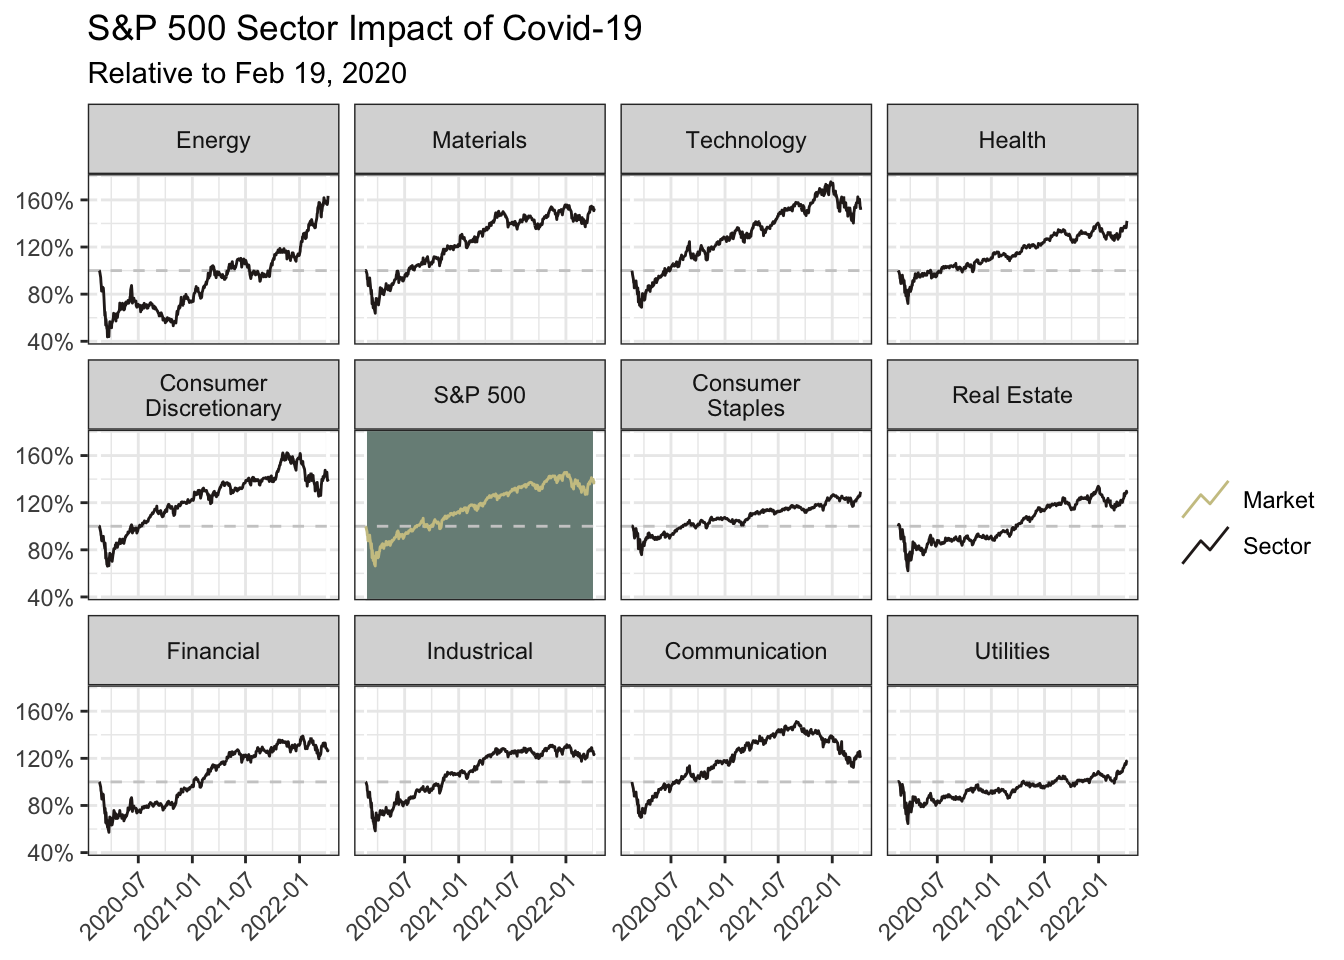 S&P 500 Sector Impact of Covid-19
Relative to Feb 19, 2020
Energy
Materials
Technology
Health
160%
120%
80%
40%
Consumer
Discretionary
S&P 500
Consumer
Staples
Real Estate
160%
120%
80%
40%
Market
Sector
Financial
Industrical
Communication
Utilities
160%
120%
80%
40%
2020-07
2021-01
2021-07
2022-01
2020-07
2021-01
2021-07
2022-01
2020-07
2021-01
2021-07
2022-01
2020-07
2021-01
2021-07
2022-01